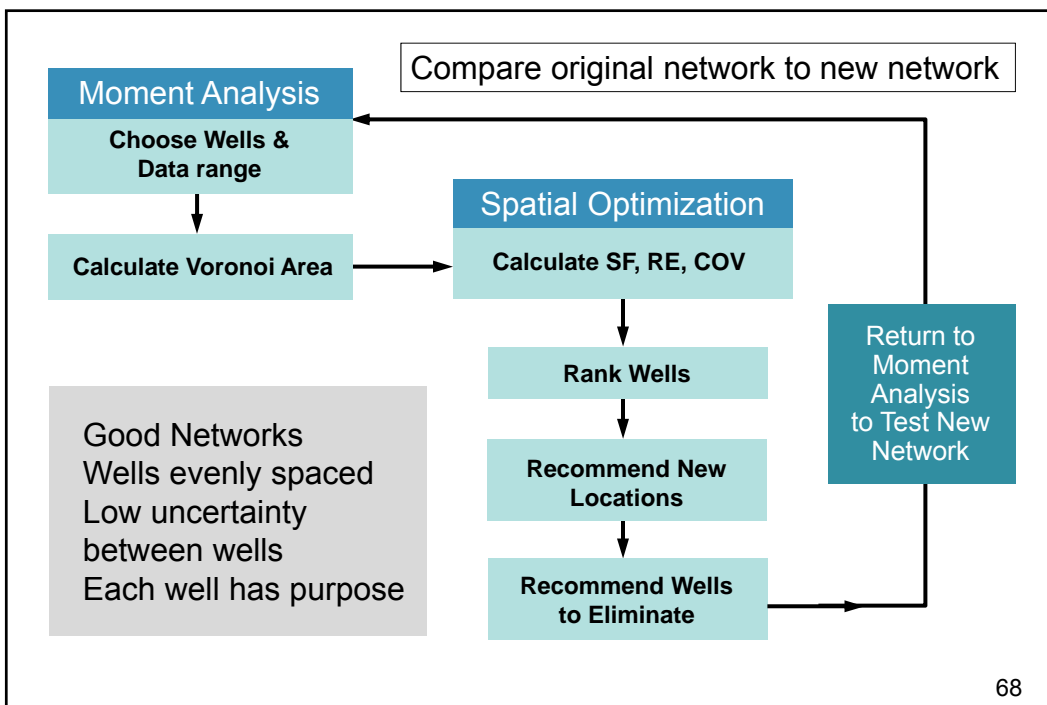 Compare original network to new network
Moment Analysis
Choose Wells &
Data range
Calculate Voronoi Area
Spatial Optimization
Calculate SF, RE, COV
Rank Wells
Recommend New
Locations
Recommend Wells
to Eliminate
Return to
Moment
Analysis
to Test New
Network
Good Networks
Wells evenly spaced
Low uncertainty
between wells
Each well has purpose
68